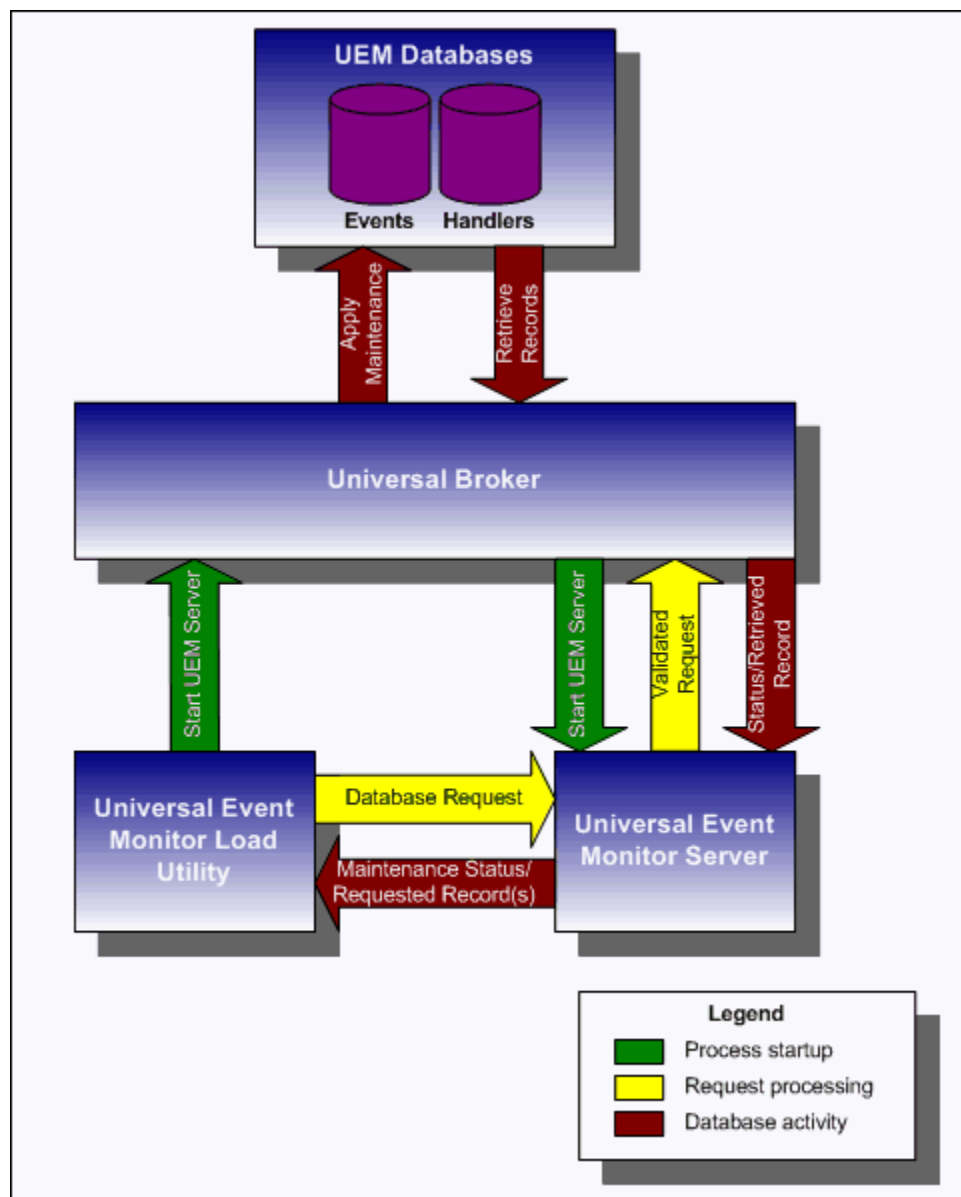 UEM Databases
Events
Handlers
Apply
Maintenance
Retrieve
Records
Universal Broker
Start UEM Server
Start UEM Server
Validated
Request
Status/Retrieved
Record
Universal Event
Monitor Load
Utility
Database Request
Maintenance Status/
Requested Record(s)
Universal Event
Monitor Server
Legend
Process startup
Request processing
Database activity